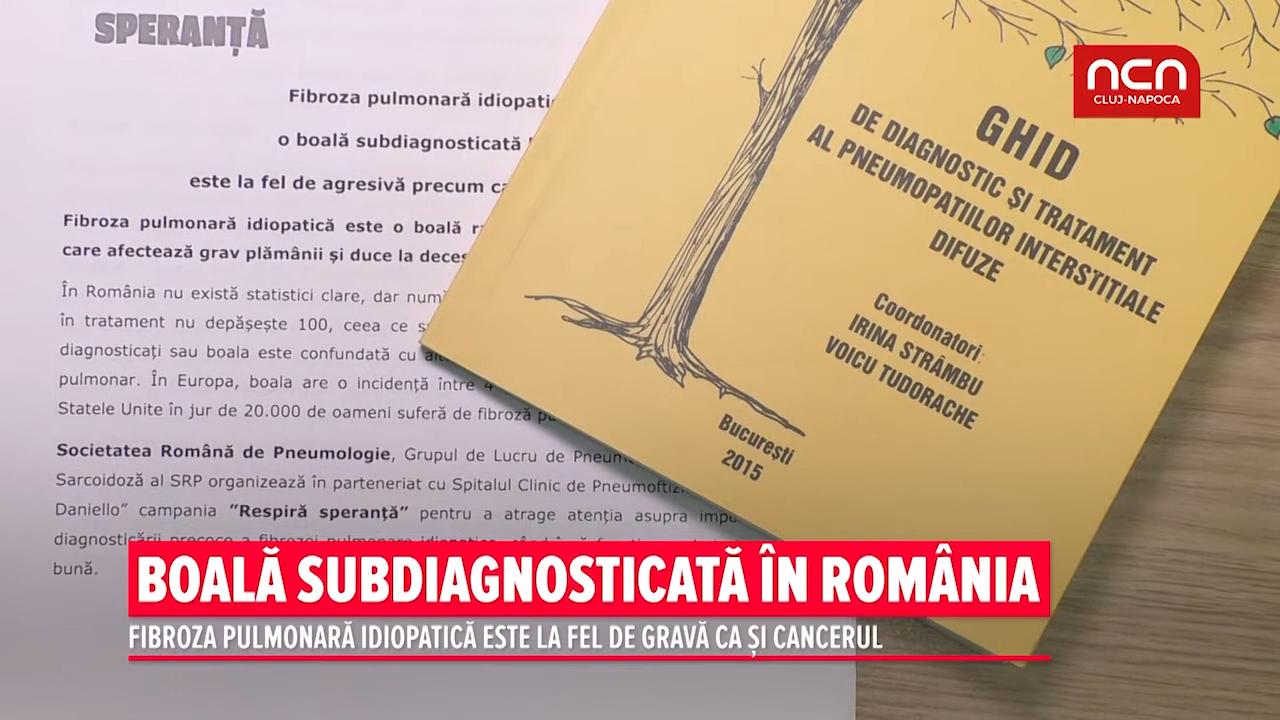 SPERANȚĂ
Fibroza pulmonară
o boală subdiagnosticată
este la fel de agresivă precum
Fibroza pulmonară idiopatică este o boală
care afectează grav plămânii și duce la
În România nu există statistici clare, dar
în tratament nu depășește 100, ceea ce
diagnosticați sau boala este confundată cu
pulmonar. În Europa, boala are o incidență între 4
Statele Unite în jur de 20.000 de oameni suferă de fibroză
Societatea Română de Pneumologie, Grupul de Lucru de
Sarcoidoză al SRP organizează în parteneriat cu Spitalul Clinic de
Daniello” campania ”Respiră speranță” pentru a atrage atenția asupra
bună.
GHID
DE DIAGNOSTIC ȘI TRATAMENT
AL PNEUMOPATIILOR INTERSTIȚIALE
DIFUZE
Coordonatori:
IRINA STRÂMBU
VOICU TUDORACHE
București
2015
ncn
CLUJ-NAPOCA
BOALĂ SUBDIAGNOSTICATĂ ÎN ROMÂNIA
FIBROZA PULMONARĂ IDIOPATICĂ ESTE LA FEL DE GRAVĂ CA ȘI CANCERUL